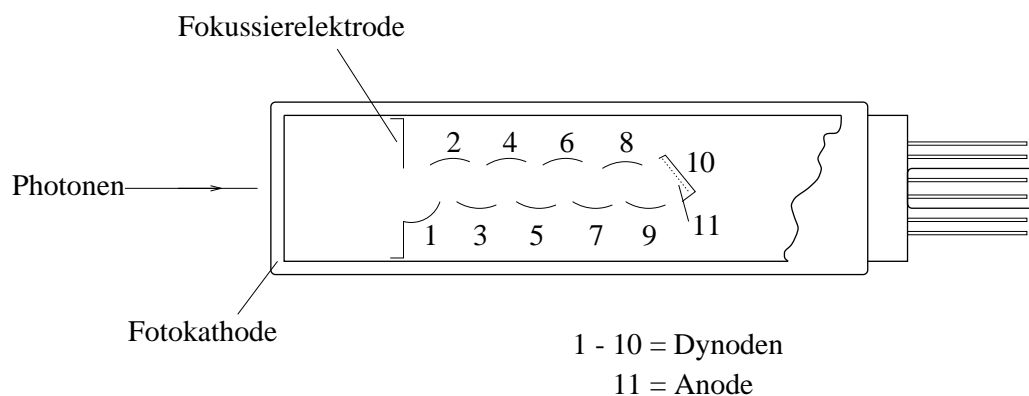 Fokussierelektrode
2 4 6 8
10
Photonen
1 3 5 7 9 11
Fotokathode
1 - 10 = Dynoden
11 = Anode